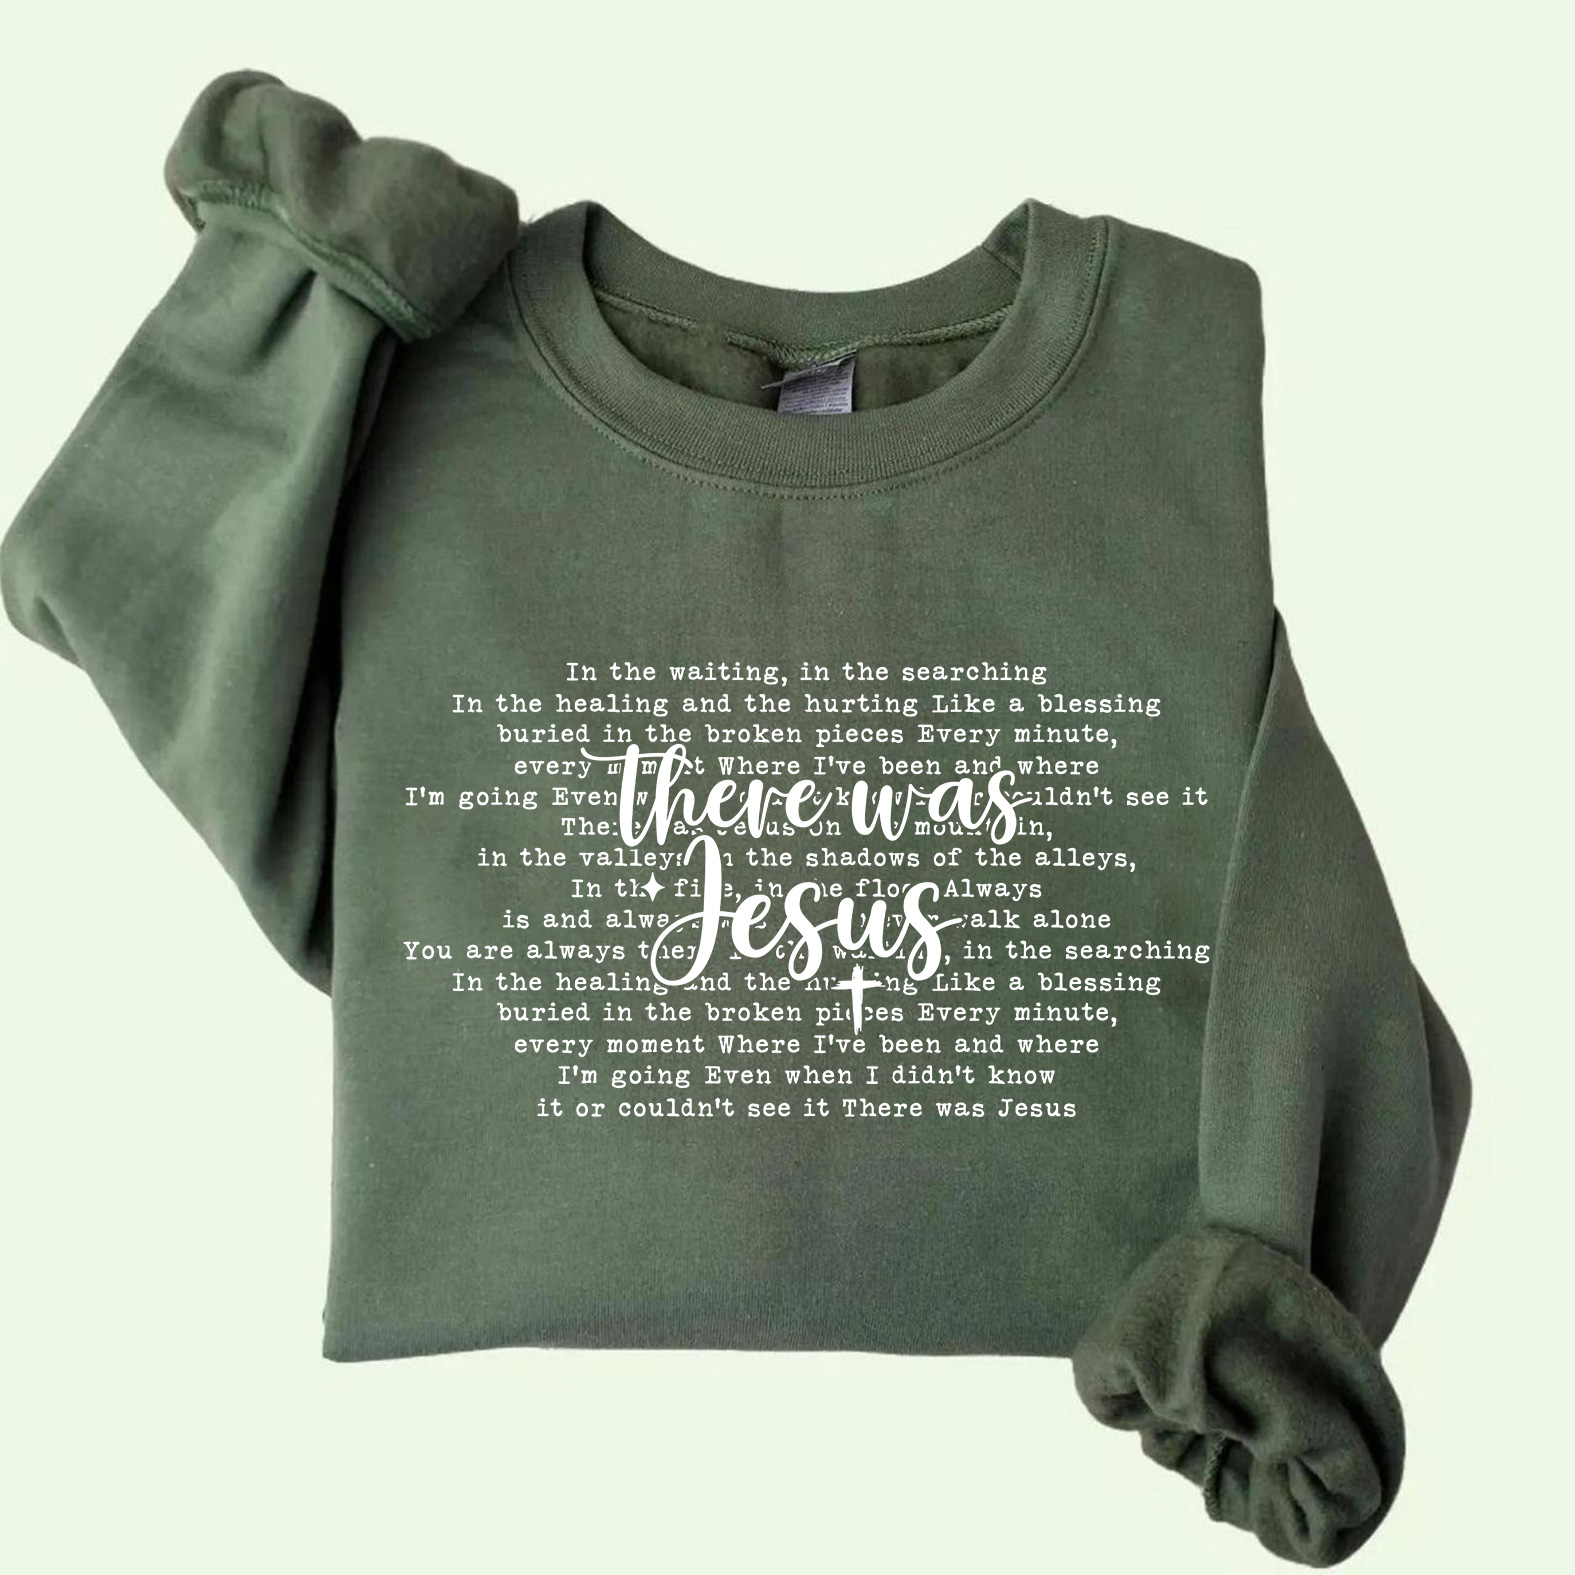 In the waiting, in the searching
In the healing and the hurting Like a blessing
buried in the broken pieces Every minute,
every Where I've been and where
there was
I'm going Even see it
in the valleys the shadows of the alleys,
Jesus
Always
is and alone
You are always in the searching
In the healing and the Like a blessing
buried in the broken pieces Every minute,
every moment Where I've been and where
I'm going Even when I didn't know
it or couldn't see it There was Jesus